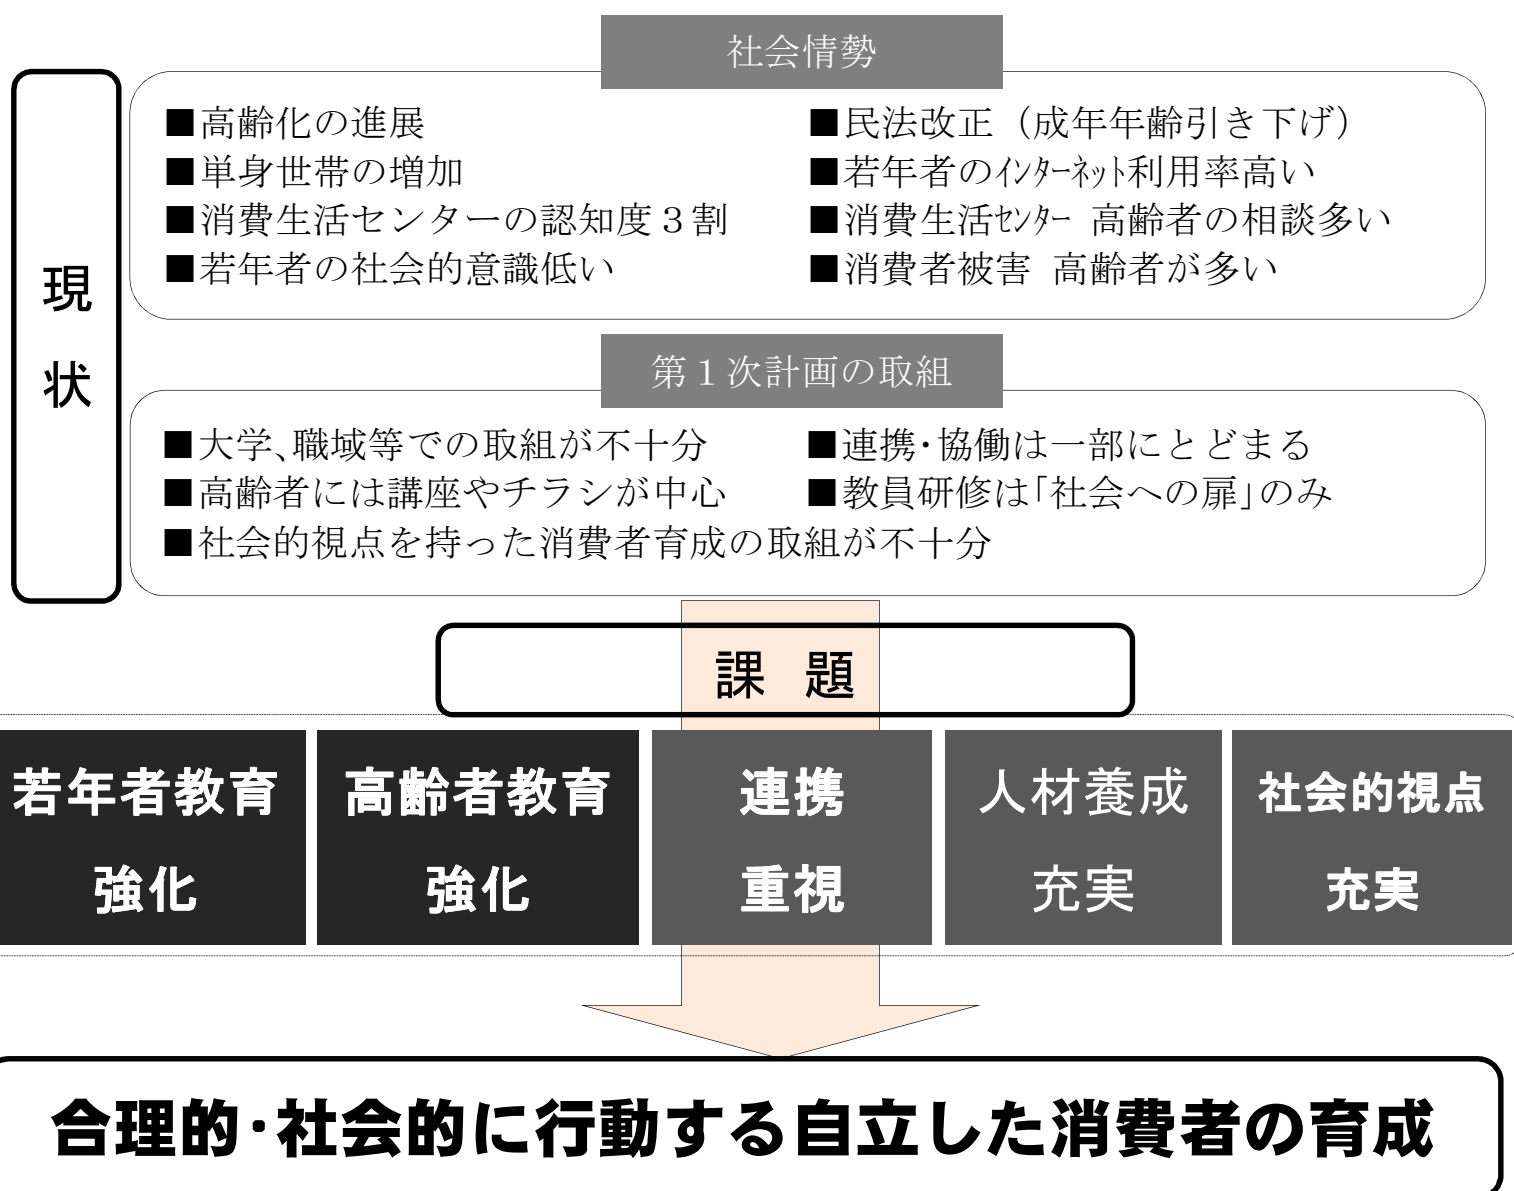 社会情勢
現状
■高齢化の進展
■民法改正（成年年齢引き下げ）
■単身世帯の増加
■若年者のｲﾝﾀｰﾈｯﾄ利用率高い
■消費生活センターの認知度３割
■消費生活ｾﾝﾀｰ 高齢者の相談多い
■若年者の社会的意識低い
■消費者被害 高齢者が多い
第１次計画の取組
■大学、職域等での取組が不十分
■連携・協働は一部にとどまる
■高齢者には講座やチラシが中心
■教員研修は「社会への扉」のみ
■社会的視点を持った消費者育成の取組が不十分
課 題
若年者教育
強化
高齢者教育
強化
連携
重視
人材養成
充実
社会的視点
充実
合理的・社会的に行動する自立した消費者の育成